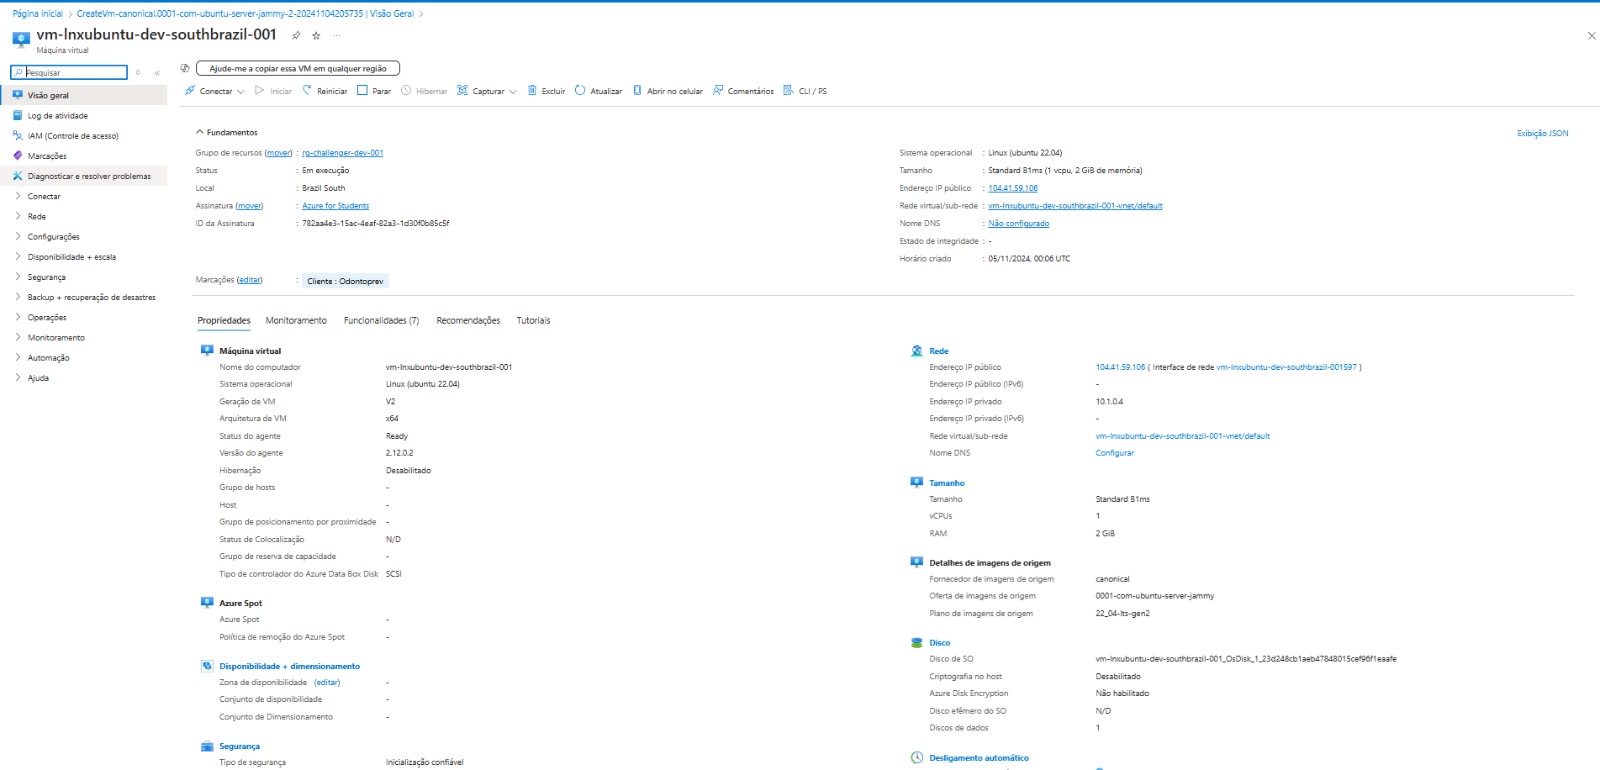 Página inicial > CreateVm-canonical.0001-com-ubuntu-server-jammy-2-20241104205735 | Visão Geral >
vm-lnxubuntu-dev-southbrazil-001
Máquina virtual
Pesquisar
Visão geral
Log de atividade
IAM (Controle de acesso)
Marcações
Diagnosticar e resolver problemas
Conectar
Rede
Configurações
Disponibilidade + escala
Segurança
Backup + recuperação de desastres
Operações
Monitoramento
Automação
Ajuda
Ajude-me a copiar essa VM em qualquer região
Conectar Iniciar Reiniciar Parar Hibernar Capturar Excluir Atualizar Abrir no celular Comentários CLI / PS
Fundamentos
Exibição JSON
Grupo de recursos (mover) : rg-challenger-dev-001
Status : Em execução
Local : Brazil South
Assinatura (mover) : Azure for Students
ID da Assinatura : 782aa4e3-15ac-4eaf-82a3-1d30f0b85c5f
Sistema operacional : Linux (ubuntu 22.04)
Tamanho : Standard B1ms (1 vcpu, 2 GiB de memória)
Endereço IP público : 104.41.59.106
Rede virtual/sub-rede : vm-lnxubuntu-dev-southbrazil-001-vnet/default
Nome DNS : Não configurado
Estado de integridade : -
Horário criado : 05/11/2024, 00:06 UTC
Marcações (editar) : Cliente : Odontoprev
Propriedades Monitoramento Funcionalidades (7) Recomendações Tutoriais
Máquina virtual
Nome do computador vm-lnxubuntu-dev-southbrazil-001
Sistema operacional Linux (ubuntu 22.04)
Geração de VM V2
Arquitetura de VM x64
Status do agente Ready
Versão do agente 2.12.0.2
Hibernação Desabilitado
Grupo de hosts -
Host -
Grupo de posicionamento por proximidade -
Status de Colocalização N/D
Grupo de reserva de capacidade -
Tipo de controlador do Azure Data Box Disk SCSI
Azure Spot
Azure Spot -
Política de remoção do Azure Spot -
Disponibilidade + dimensionamento
Zona de disponibilidade (editar) -
Conjunto de disponibilidade -
Conjunto de Dimensionamento -
Segurança
Tipo de segurança Inicialização confiável
Rede
Endereço IP público 104.41.59.106 ( Interface de rede vm-lnxubuntu-dev-southbrazil-001597 )
Endereço IP público (IPv6) -
Endereço IP privado 10.1.0.4
Endereço IP privado (IPv6) -
Rede virtual/sub-rede vm-lnxubuntu-dev-southbrazil-001-vnet/default
Nome DNS Configurar
Tamanho
Tamanho Standard B1ms
vCPUs 1
RAM 2 GiB
Detalhes de imagens de origem
Fornecedor de imagens de origem canonical
Oferta de imagens de origem 0001-com-ubuntu-server-jammy
Plano de imagens de origem 22_04-lts-gen2
Disco
Disco de SO vm-lnxubuntu-dev-southbrazil-001_OsDisk_1_23d248cb1aeb47848015cef96f1eaafe
Criptografia no host Desabilitado
Azure Disk Encryption Não habilitado
Disco efêmero do SO N/D
Discos de dados 1
Desligamento automático